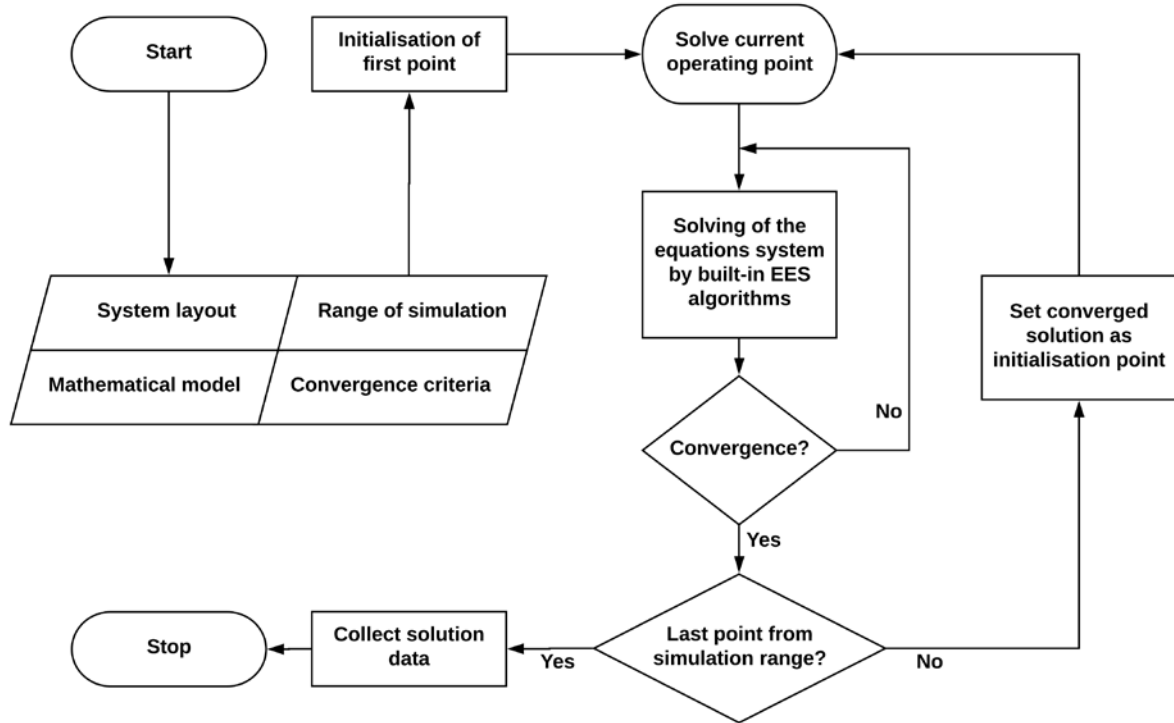 Start
Initialisation of
first point
Solve current
operating point
System layout
Range of simulation
Mathematical model
Convergence criteria
Solving of the
equations system
by built-in EES
algorithms
Set converged
solution as
initialisation point
No
Convergence?
Yes
Last point from
simulation range?
Yes
No
Collect solution
data
Stop